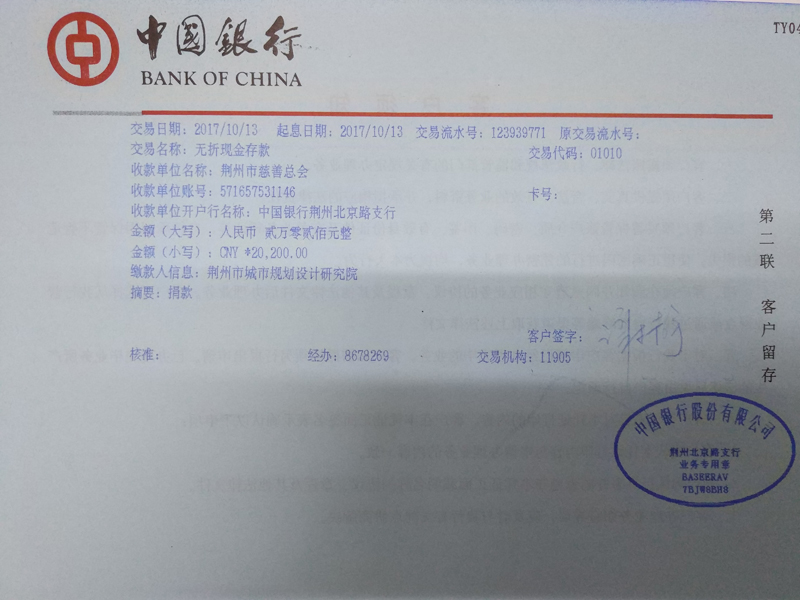 中国銀行
BANK OF CHINA
TY04
交易日期: 2017/10/13 起息日期: 2017/10/13 交易流水号: 123939771 原交易流水号:
交易名称: 无折现金存款 交易代码: 01010
收款单位名称: 荆州市慈善总会
收款单位账号: 571657531146 卡号:
收款单位开户行名称: 中国银行荆州北京路支行
金额(大写): 人民币 贰万零贰佰元整
金额(小写): CNY Φ20,200.00
缴款人信息: 荆州市城市规划设计研究院
摘要: 捐款
客户签字:
核准: 经办: 8678269 交易机构: 11905
第二联 客户留存
中国银行股份有限公司
荆州北京路支行
业务专用章
BA3EERAV
7BJW8BH8